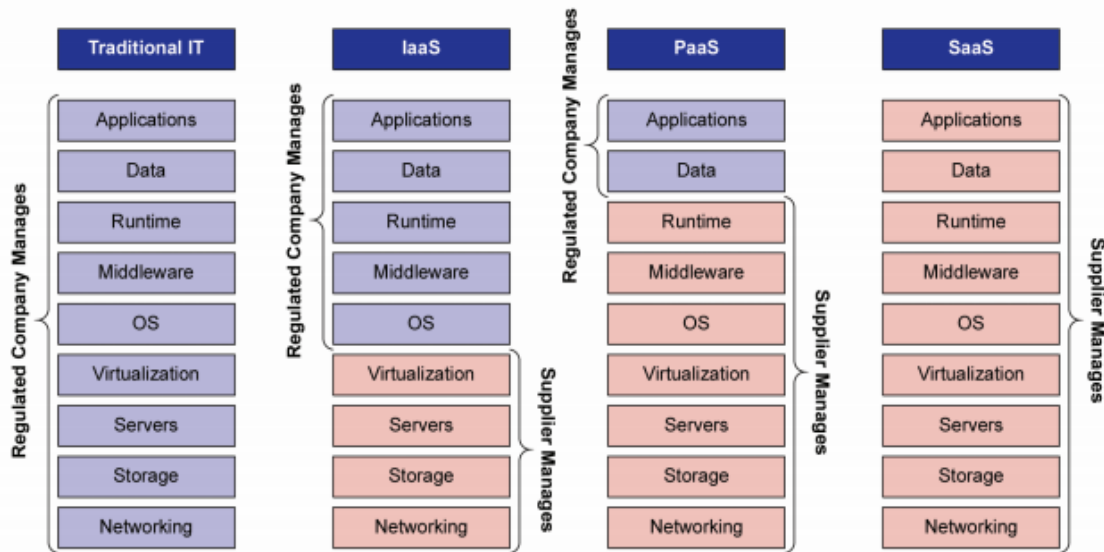 Traditional IT
IaaS
PaaS
SaaS
Regulated Company Manages
Applications
Data
Runtime
Middleware
OS
Virtualization
Servers
Storage
Networking
Regulated Company Manages
Applications
Data
Runtime
Middleware
OS
Virtualization
Servers
Storage
Networking
Supplier Manages
Regulated Company Manages
Applications
Data
Runtime
Middleware
OS
Virtualization
Servers
Storage
Networking
Supplier Manages
Applications
Data
Runtime
Middleware
OS
Virtualization
Servers
Storage
Networking
Supplier Manages